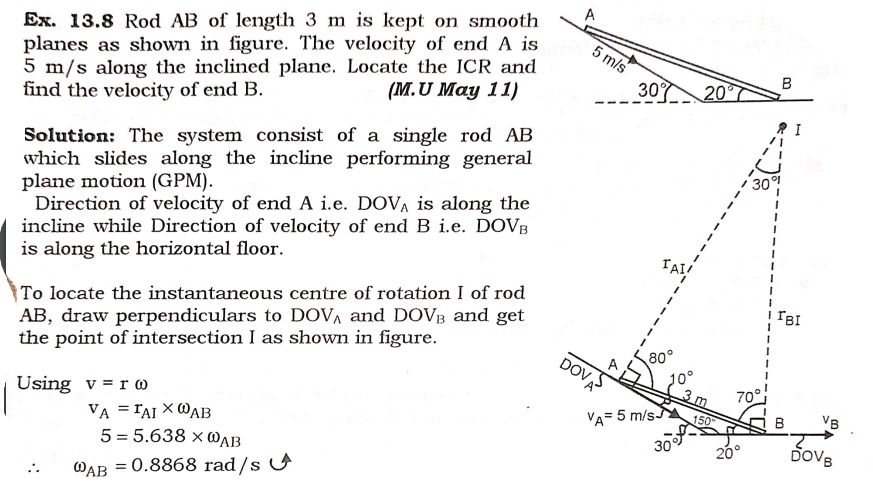 Ex. 13.8 Rod AB of length 3 m is kept on smooth
planes as shown in figure. The velocity of end A is
5 m/s along the inclined plane. Locate the ICR and
find the velocity of end B. (M.U May 11)
A
5 m/s
30°
20°
B
Solution: The system consist of a single rod AB
which slides along the incline performing general
plane motion (GPM).
Direction of velocity of end A i.e. DOVA is along the
incline while Direction of velocity of end B i.e. DOVB
is along the horizontal floor.
To locate the instantaneous centre of rotation I of rod
AB, draw perpendiculars to DOVA and DOVB and get
the point of intersection I as shown in figure.
Using v = r ω
vA = rAI × ωAB
5 = 5.638 × ωAB
∴ ωAB = 0.8868 rad/s ↺
I
30°
rAI
rBI
DOVA
A
80°
10°
3 m
70°
vA = 5 m/s
150°
B
vB
30°
20°
DOVB